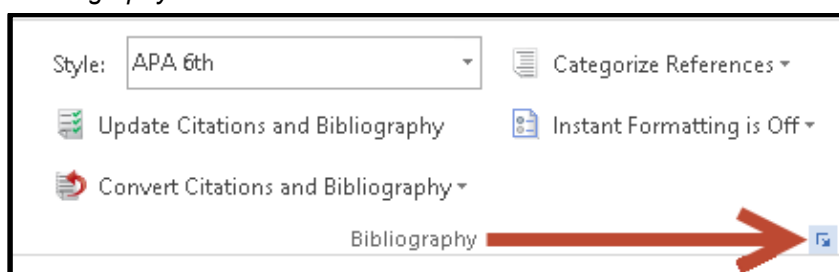 Style: APA 6th Categorize References
Update Citations and Bibliography Instant Formatting is Off
Convert Citations and Bibliography
Bibliography